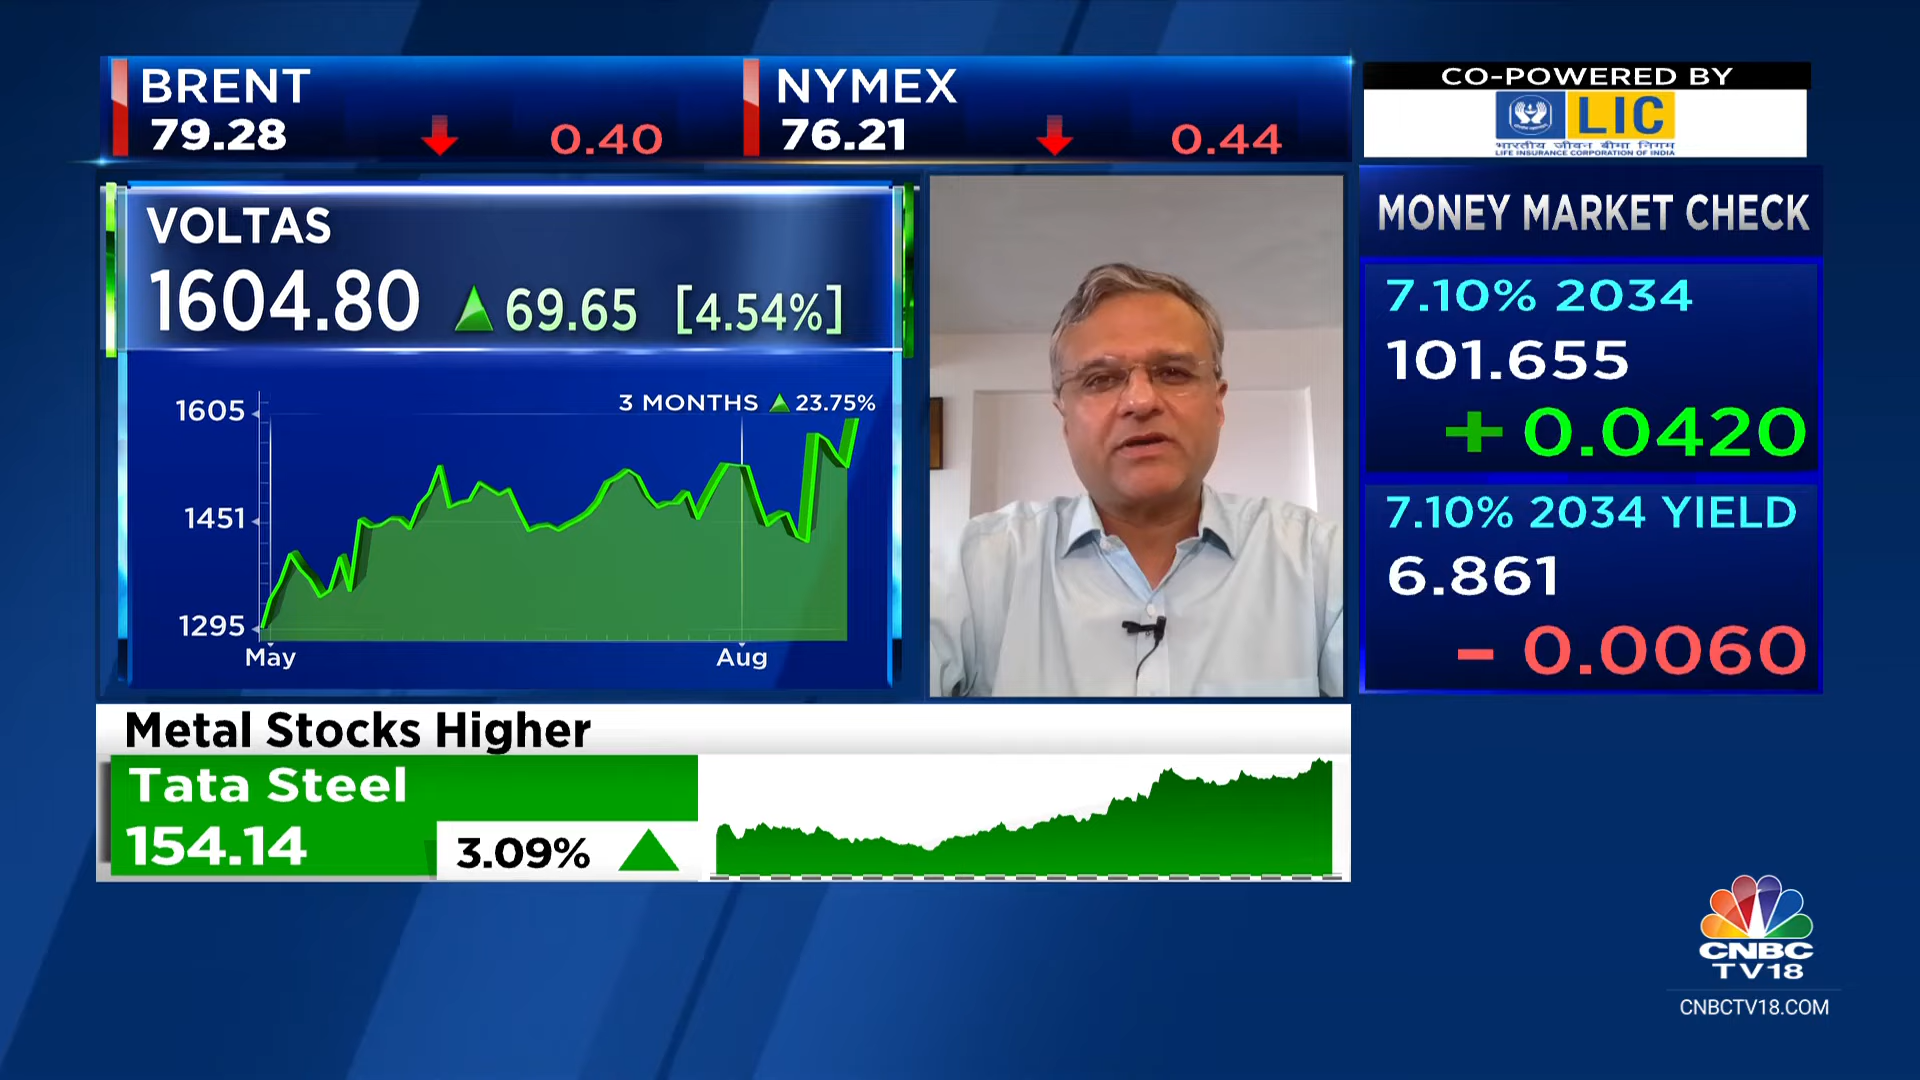 BRENT
79.28 0.40
NYMEX
76.21 0.44
CO-POWERED BY
LIC
भारतीय जीवन बीमा निगम
LIFE INSURANCE CORPORATION OF INDIA
VOLTAS
1604.80 69.65 [4.54%]
3 MONTHS 23.75%
1605
1451
1295
May Aug
MONEY MARKET CHECK
7.10% 2034
101.655
+ 0.0420
7.10% 2034 YIELD
6.861
- 0.0060
Metal Stocks Higher
Tata Steel
154.14 3.09%
CNBC
TV18
CNBCTV18.COM